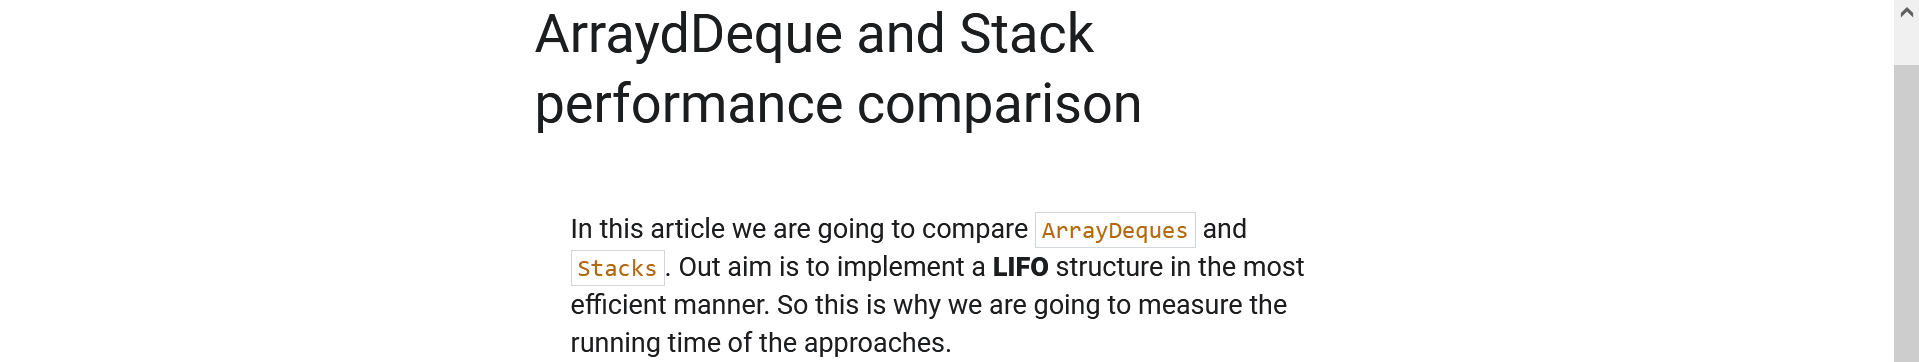 ArraydDeque and Stack
performance comparison
In this article we are going to compare ArrayDeques and
Stacks. Out aim is to implement a LIFO structure in the most
efficient manner. So this is why we are going to measure the
running time of the approaches.